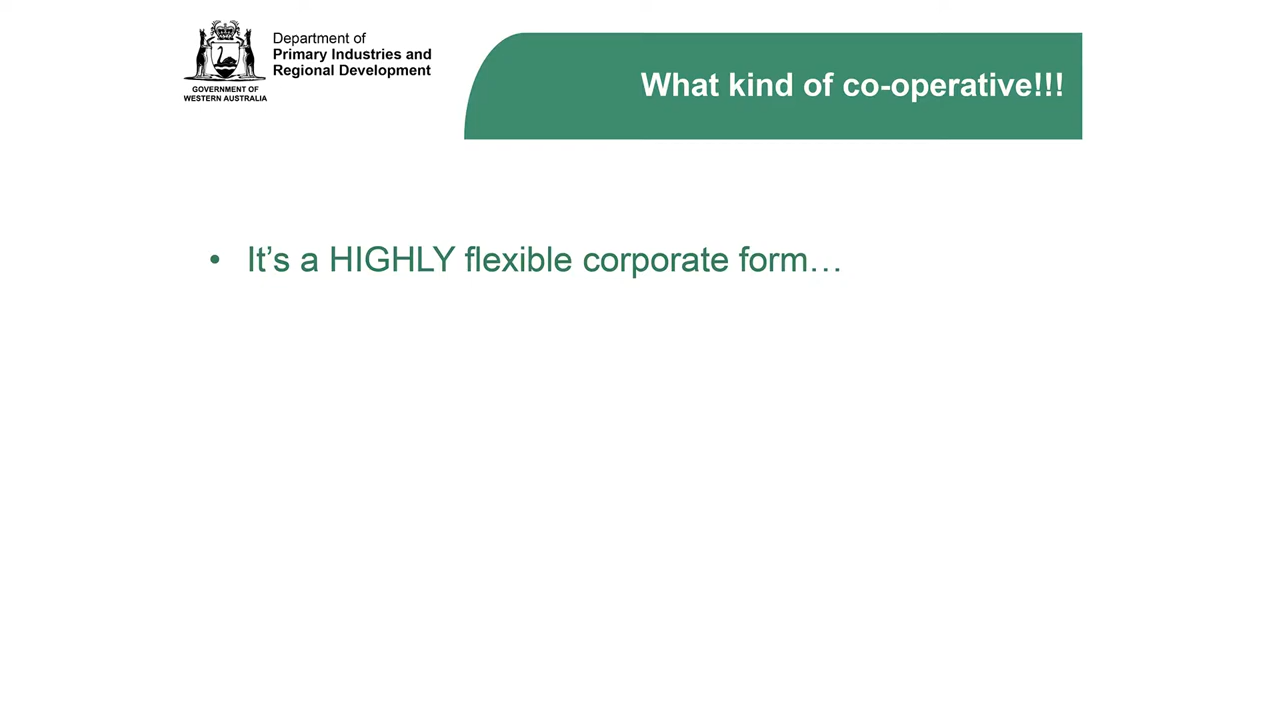 Department of
Primary Industries and
Regional Development
GOVERNMENT OF
WESTERN AUSTRALIA
What kind of co-operative!!!
• It’s a HIGHLY flexible corporate form…